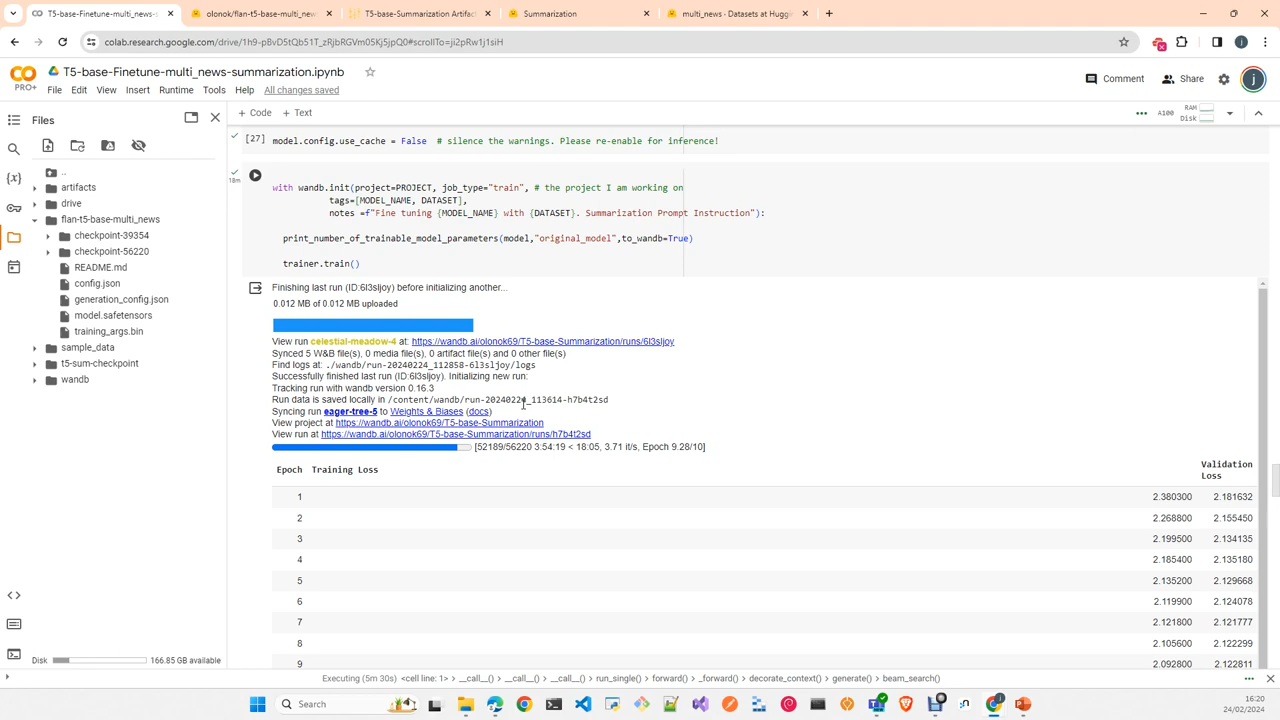 T5-base-Finetune-multi_news-s
olonok/flan-t5-base-multi_new
T5-base-Summarization Artifac
Summarization
multi_news · Datasets at Huggin
colab.research.google.com/drive/1h9-pBvD5tQb51T_zRjbRGVm05Kj5jpQ0#scrollTo=ji2pRw1j1siH
T5-base-Finetune-multi_news-summarization.ipynb
File Edit View Insert Runtime Tools Help All changes saved
PRO+
Comment Share j
Files
+ Code + Text
A100 RAM Disk
..
artifacts
drive
flan-t5-base-multi_news
checkpoint-39354
checkpoint-56220
README.md
config.json
generation_config.json
model.safetensors
training_args.bin
sample_data
t5-sum-checkpoint
wandb
Disk 166.85 GB available
[27] model.config.use_cache = False # silence the warnings. Please re-enable for inference!
18m
with wandb.init(project=PROJECT, job_type="train", # the project I am working on
tags=[MODEL_NAME, DATASET],
notes =f"Fine tuning {MODEL_NAME} with {DATASET}. Summarization Prompt Instruction"):
print_number_of_trainable_model_parameters(model,"original_model",to_wandb=True)
trainer.train()
Finishing last run (ID:6l3sljoy) before initializing another...
0.012 MB of 0.012 MB uploaded
View run celestial-meadow-4 at: https://wandb.ai/olonok69/T5-base-Summarization/runs/6l3sljoy
Synced 5 W&B file(s), 0 media file(s), 0 artifact file(s) and 0 other file(s)
Find logs at: ./wandb/run-20240224_112858-6l3sljoy/logs
Successfully finished last run (ID:6l3sljoy). Initializing new run:
Tracking run with wandb version 0.16.3
Run data is saved locally in /content/wandb/run-20240224_113614-h7b4t2sd
Syncing run eager-tree-5 to Weights & Biases (docs)
View project at https://wandb.ai/olonok69/T5-base-Summarization
View run at https://wandb.ai/olonok69/T5-base-Summarization/runs/h7b4t2sd
[52189/56220 3:54:19 < 18:05, 3.71 it/s, Epoch 9.28/10]
Epoch Training Loss Validation Loss
1 2.380300 2.181632
2 2.268800 2.155450
3 2.199500 2.134135
4 2.185400 2.135180
5 2.135200 2.129668
6 2.119900 2.124078
7 2.121800 2.121777
8 2.105600 2.122299
9 2.092800 2.122811
Executing (5m 30s) <cell line: 1> __call__() __call__() __call__() run_single() forward() _forward() decorate_context() generate() beam_search()
Search
16:20
24/02/2024